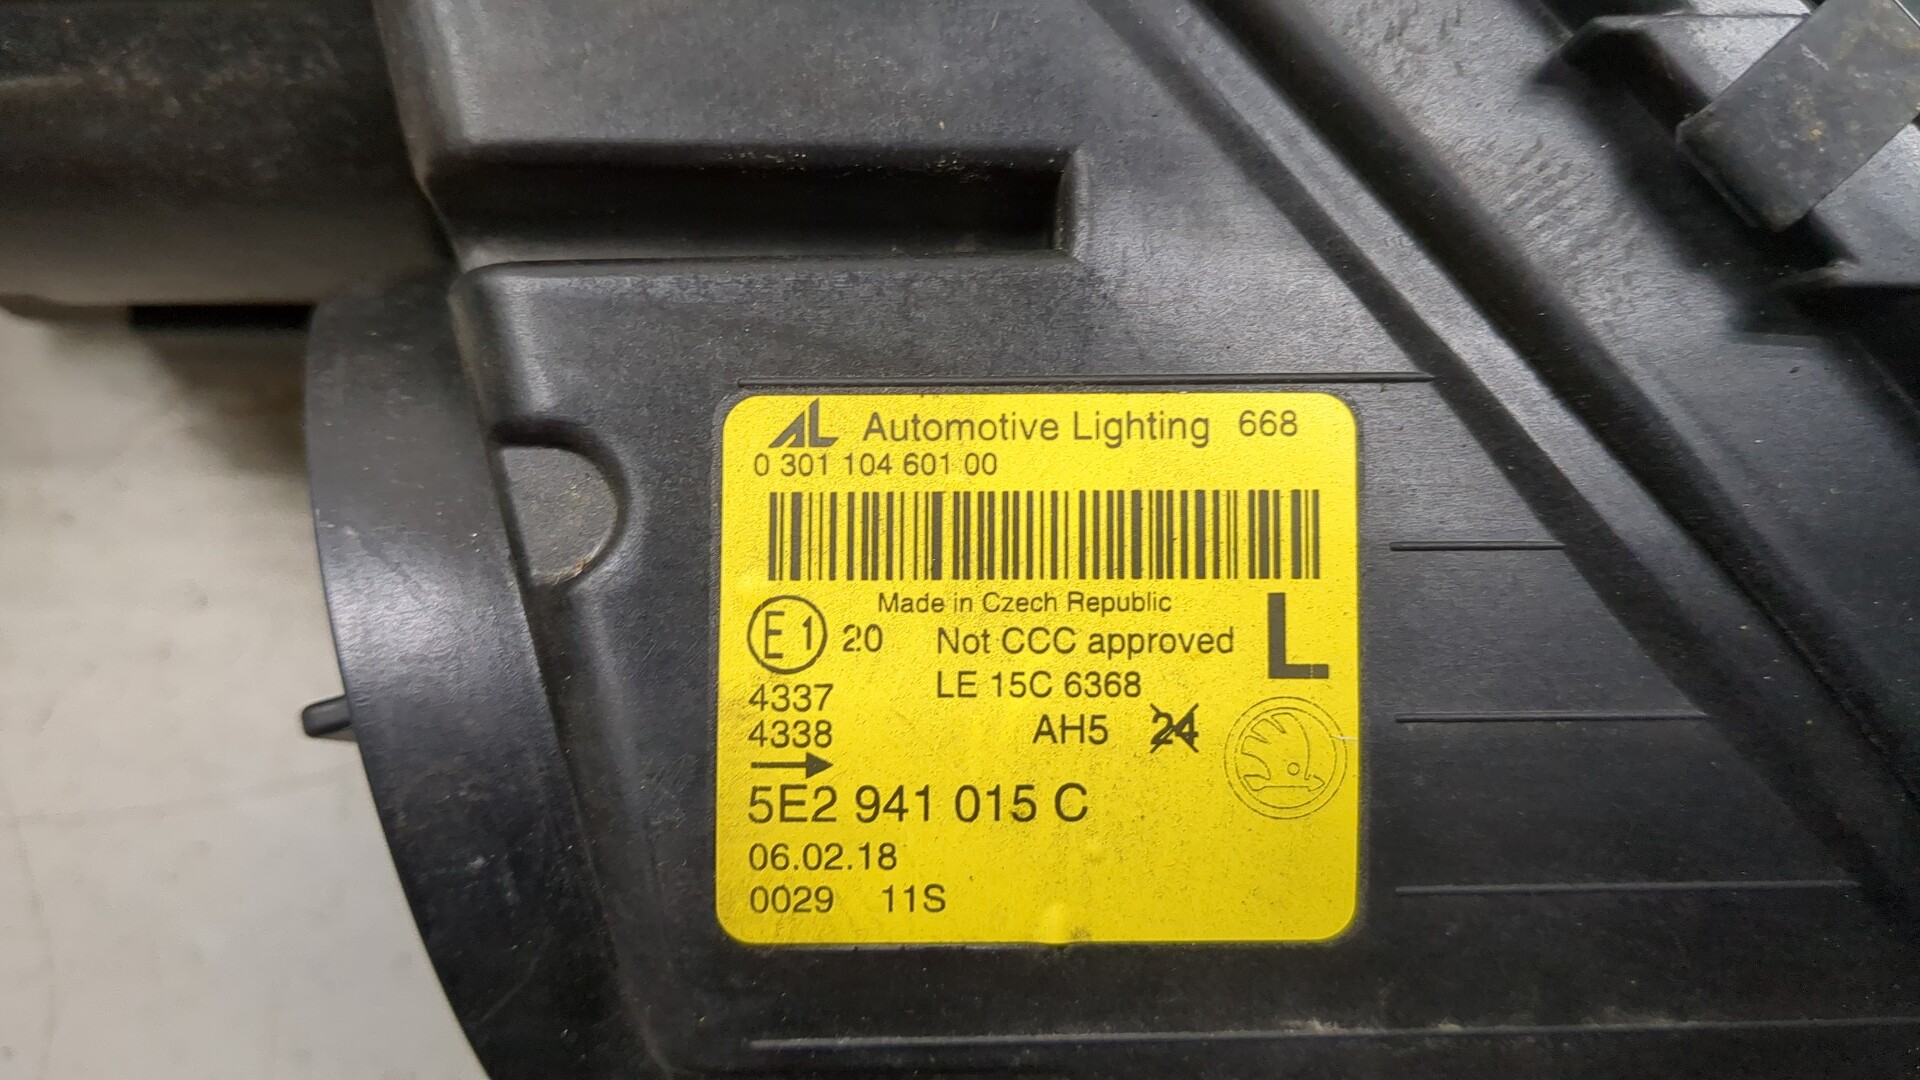 AL Automotive Lighting 668
0 301 104 601 00
Made in Czech Republic
E1 20 Not CCC approved L
4337 LE 15C 6368
4338 AH5 24
5E2 941 015 C
06.02.18
0029 11S